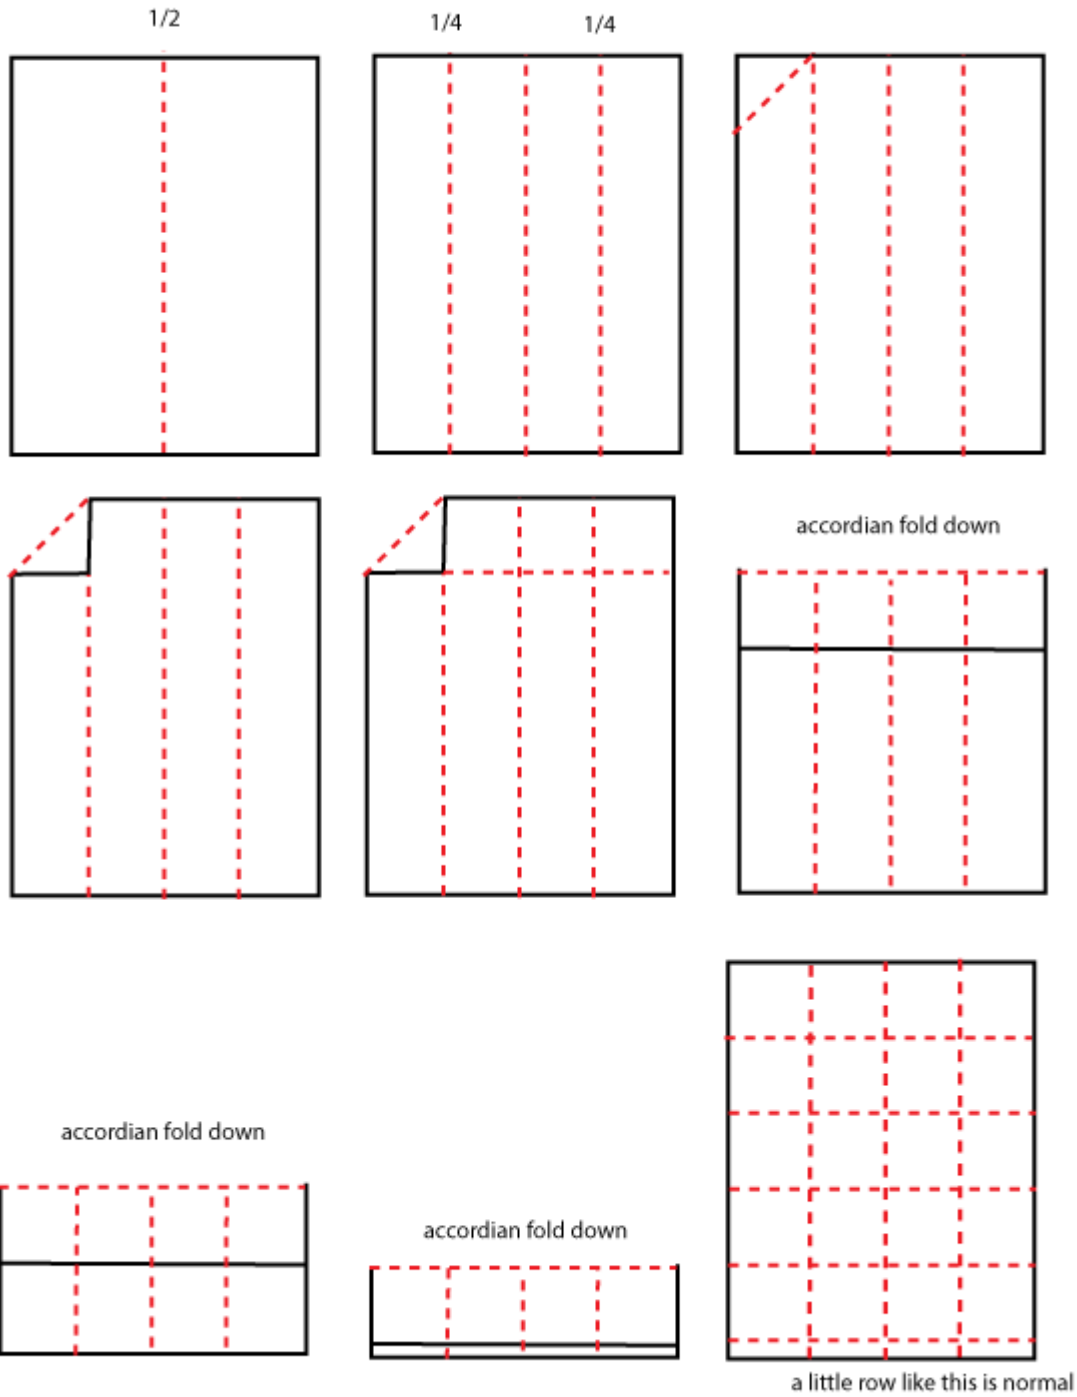 1/2
1/4
1/4
accordian fold down
accordian fold down
accordian fold down
a little row like this is normal